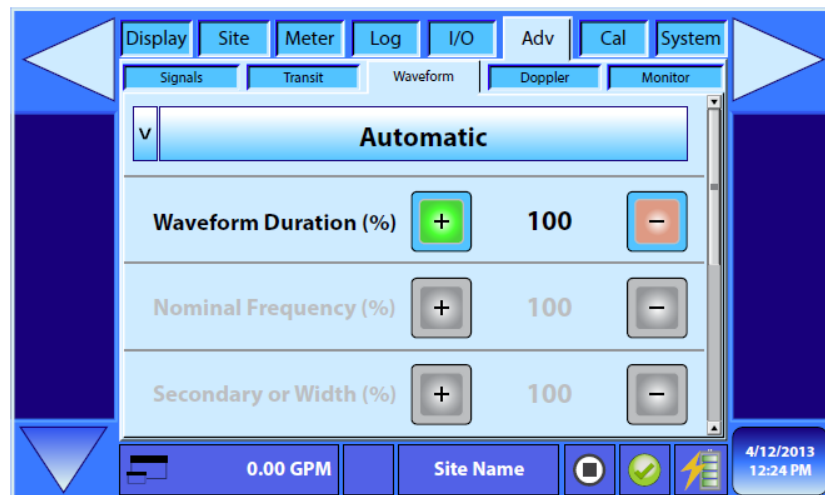 Display Site Meter Log I/O Adv Cal System
Signals Transit Waveform Doppler Monitor
v Automatic
Waveform Duration (%) + 100 -
Nominal Frequency (%) + 100 -
Secondary or Width (%) + 100 -
0.00 GPM Site Name 4/12/2013
12:24 PM